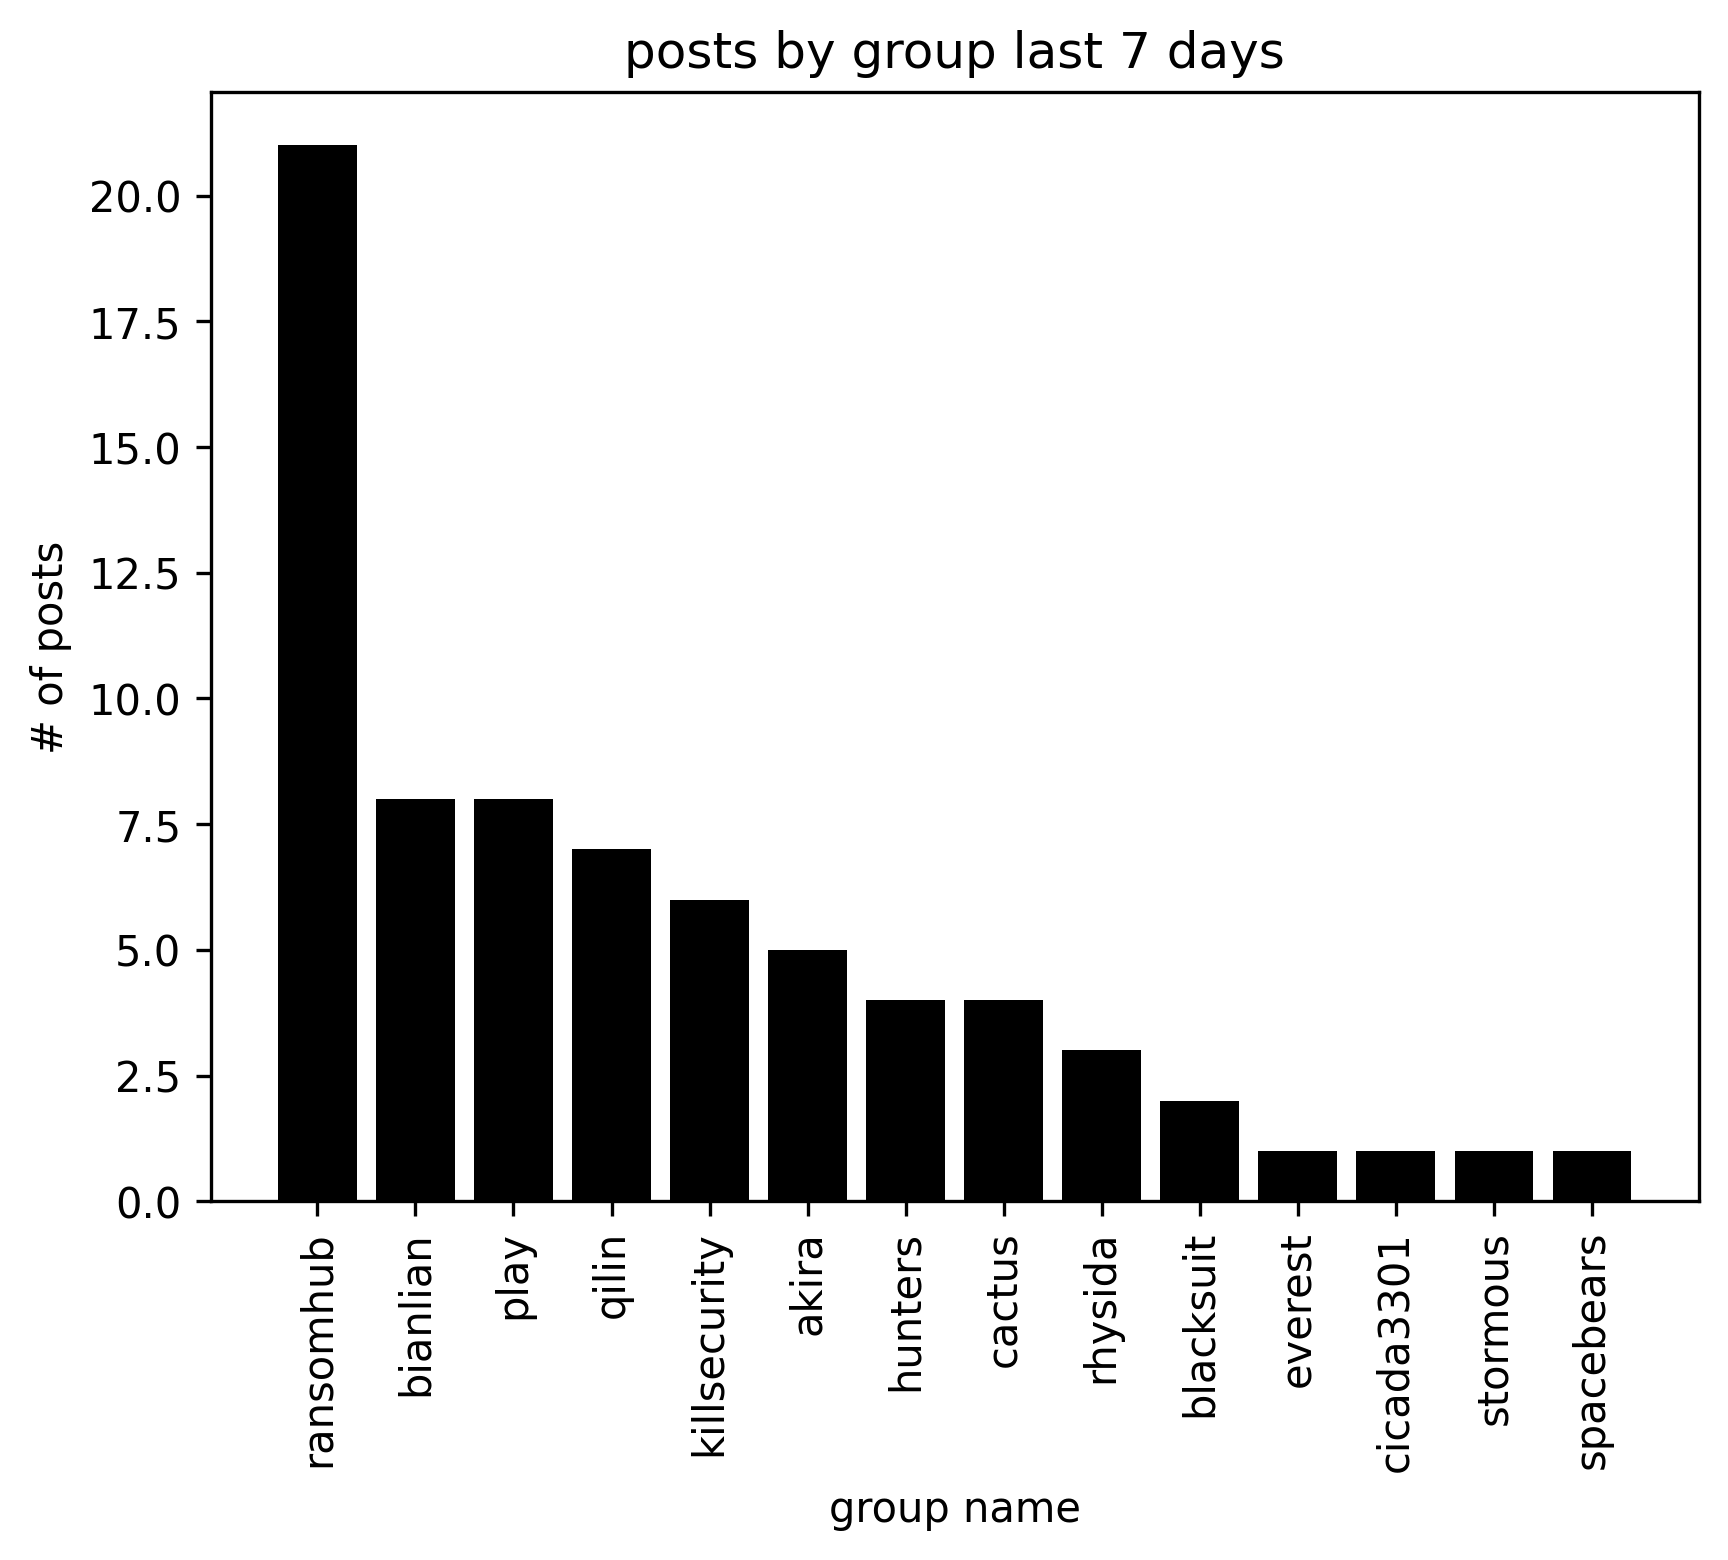 posts by group last 7 days
# of posts
20.0
17.5
15.0
12.5
10.0
7.5
5.0
2.5
0.0
ransomhub
bianlian
play
qilin
killsecurity
akira
hunters
cactus
rhysida
blacksuit
everest
cicada3301
stormous
spacebears
group name